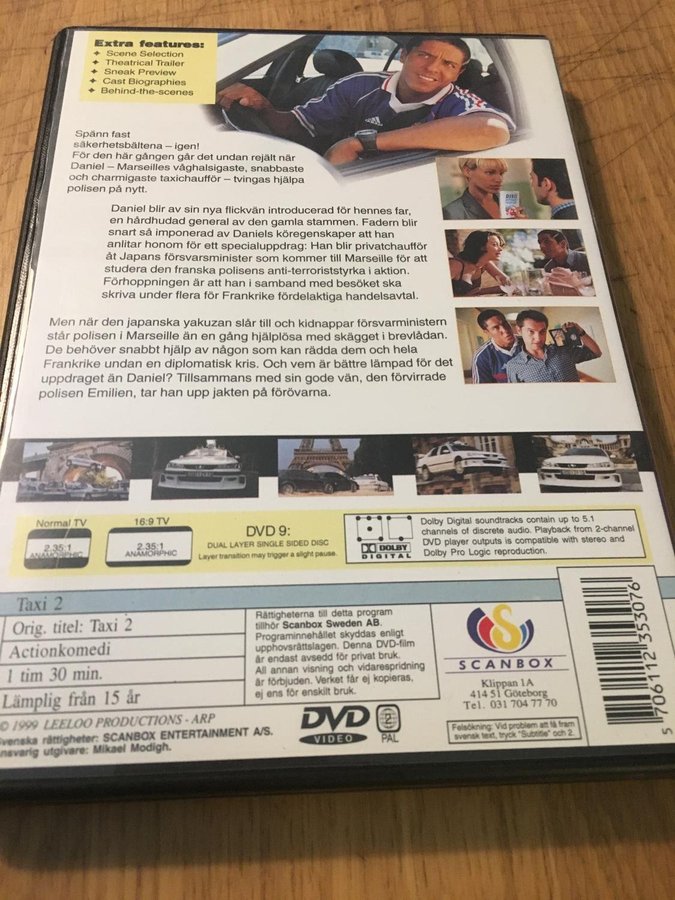 Extra features:
✦ Scene Selection
✦ Theatrical Trailer
✦ Sneak Preview
✦ Cast Biographies
✦ Behind-the-scenes
Spänn fast
säkerhetsbältena – igen!
För den här gången går det undan rejält när
Daniel – Marseilles våghalsigaste, snabbaste
och charmigaste taxichaufför – tvingas hjälpa
polisen på nytt.
Daniel blir av sin nya flickvän introducerad för hennes far,
en hårdhudad general av den gamla stammen. Fadern blir
snart så imponerad av Daniels köregenskaper att han
anlitar honom för ett specialuppdrag: Han blir privatchaufför
åt Japans försvarsminister som kommer till Marseille för att
studera den franska polisens anti-terroriststyrka i aktion.
Förhoppningen är att han i samband med besöket ska
skriva under flera för Frankrike fördelaktiga handelsavtal.
Men när den japanska yakuzan slår till och kidnappar försvarministern
står polisen i Marseille än en gång hjälplösa med skägget i brevlådan.
De behöver snabbt hjälp av någon som kan rädda dem och hela
Frankrike undan en diplomatisk kris. Och vem är bättre lämpad för det
uppdraget än Daniel? Tillsammans med sin gode vän, den förvirrade
polisen Emilien, tar han upp jakten på förövarna.
Normal TV
2.35:1
ANAMORPHIC
16:9 TV
2.35:1
ANAMORPHIC
DVD 9:
DUAL LAYER SINGLE SIDED DISC
Layer transition may trigger a slight pause.
DOLBY
DIGITAL
Dolby Digital soundtracks contain up to 5.1
channels of discrete audio. Playback from 2-channel
DVD player outputs is compatible with stereo and
Dolby Pro Logic reproduction.
Taxi 2
Orig. titel: Taxi 2
Actionkomedi
1 tim 30 min.
Lämplig från 15 år
© 1999 LEELOO PRODUCTIONS - ARP
Svenska rättigheter: SCANBOX ENTERTAINMENT A/S.
Ansvarig utgivare: Mikael Modigh.
Rättigheterna till detta program
tillhör Scanbox Sweden AB.
Programinnehållet skyddas enligt
upphovsrättslagen. Denna DVD-film
är endast avsedd för privat bruk.
All annan visning och vidarespridning
är förbjuden. Verket får ej kopieras,
ej ens för enskilt bruk.
DVD
VIDEO
2
PAL
SCANBOX
Klippan 1A
414 51 Göteborg
Tel. 031 704 77 70
Felsökning: Vid problem att få fram
svensk text, tryck "Subtitle" och 2.
5 706112 353076